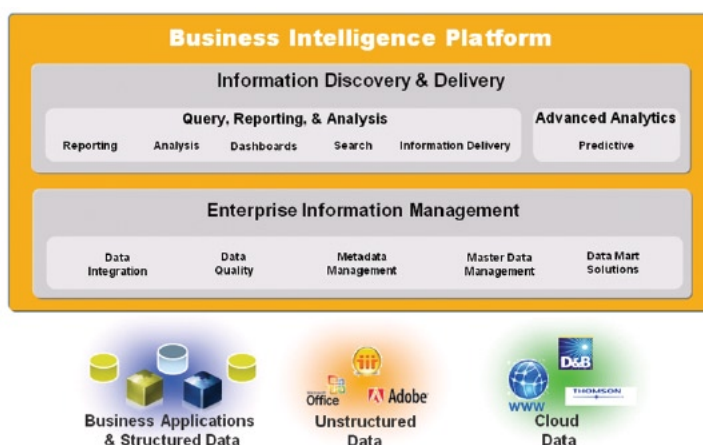 Business Intelligence Platform
Information Discovery & Delivery
Query, Reporting, & Analysis
Reporting Analysis Dashboards Search Information Delivery
Advanced Analytics
Predictive
Enterprise Information Management
Data
Integration
Data
Quality
Metadata
Management
Master Data
Management
Data Mart
Solutions
Business Applications
& Structured Data
Office
Adobe
Unstructured
Data
D&B
WWW
THOMSON
Cloud
Data